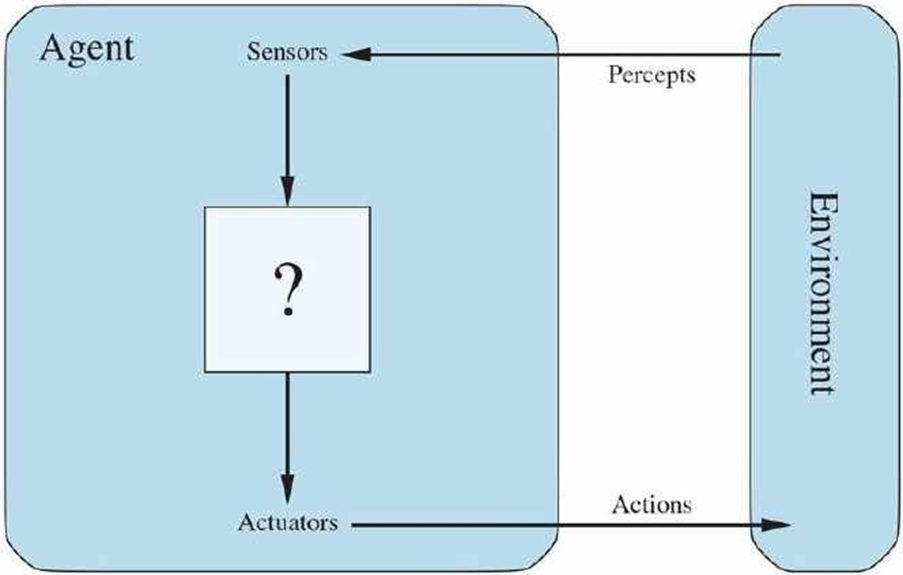 Agent
Sensors
Percepts
Environment
?
Actuators
Actions